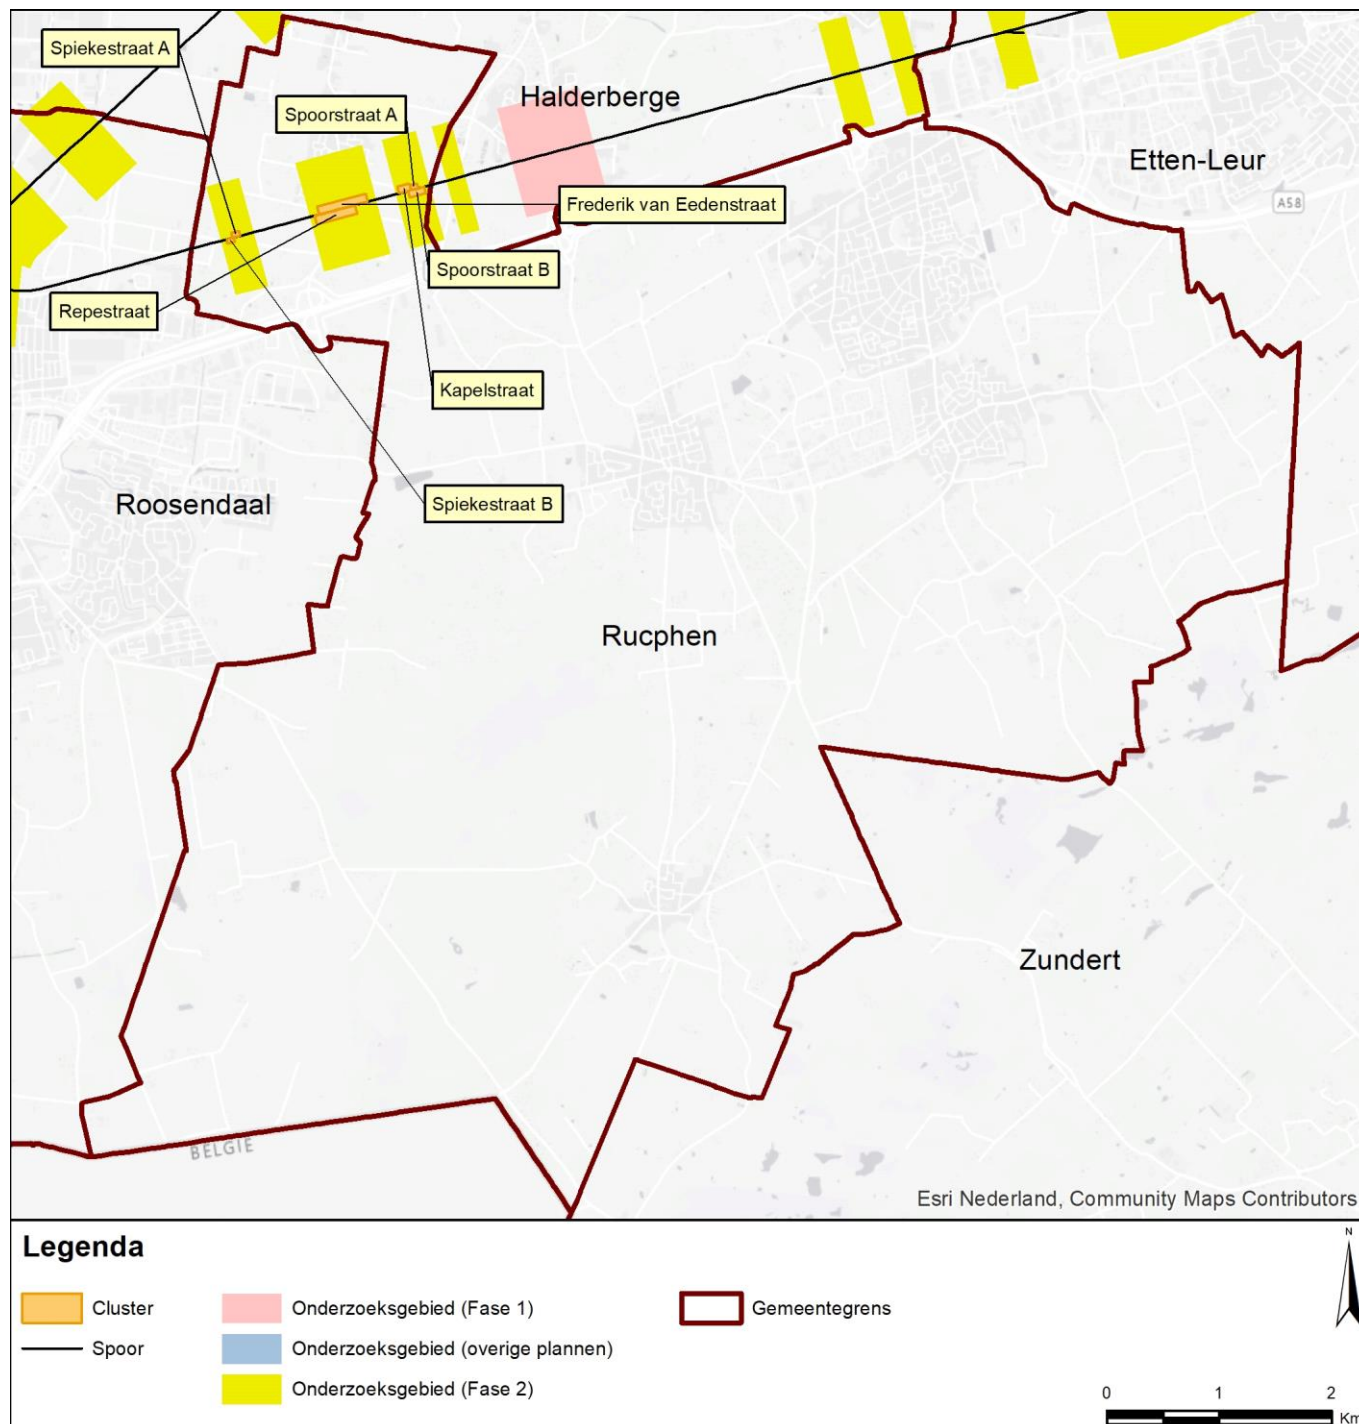 Spiekestraat A
Halderberge
Spoorstraat A
Etten-Leur
A58
Frederik van Eedenstraat
Spoorstraat B
Repestraat
Kapelstraat
Roosendaal
Spiekestraat B
Rucphen
Zundert
BELGIE
Esri Nederland, Community Maps Contributors
Legenda
N
Cluster
Onderzoeksgebied (Fase 1)
Gemeentegrens
Spoor
Onderzoeksgebied (overige plannen)
Onderzoeksgebied (Fase 2)
0 1 2
Km